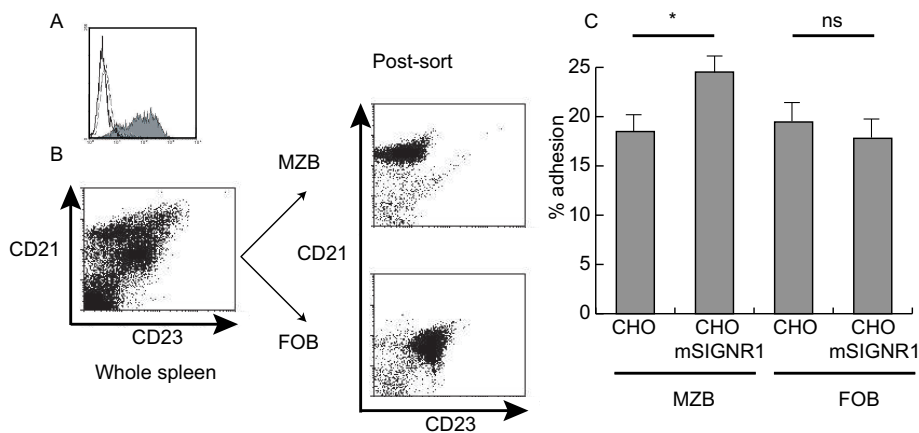 A
B
CD21
CD23
Whole spleen
MZB
FOB
Post-sort
CD21
CD23
C
*
ns
% adhesion
25
20
15
10
5
0
CHO
CHO
mSIGNR1
CHO
CHO
mSIGNR1
MZB
FOB